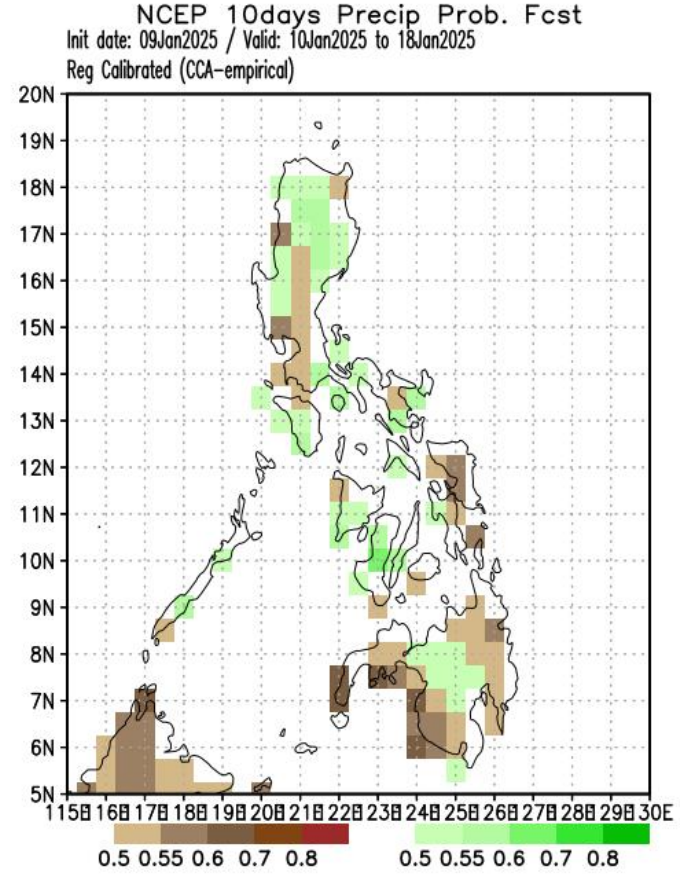 NCEP 10days Precip Prob. Fcst
Init date: 09Jan2025 / Valid: 10Jan2025 to 18Jan2025
Reg Calibrated (CCA-empirical)
20N
19N
18N
17N
16N
15N
14N
13N
12N
11N
10N
9N
8N
7N
6N
5N
115E 116E 117E 118E 119E 120E 121E 122E 123E 124E 125E 126E 127E 128E 129E 130E
0.5 0.55 0.6 0.7 0.8 0.5 0.55 0.6 0.7 0.8